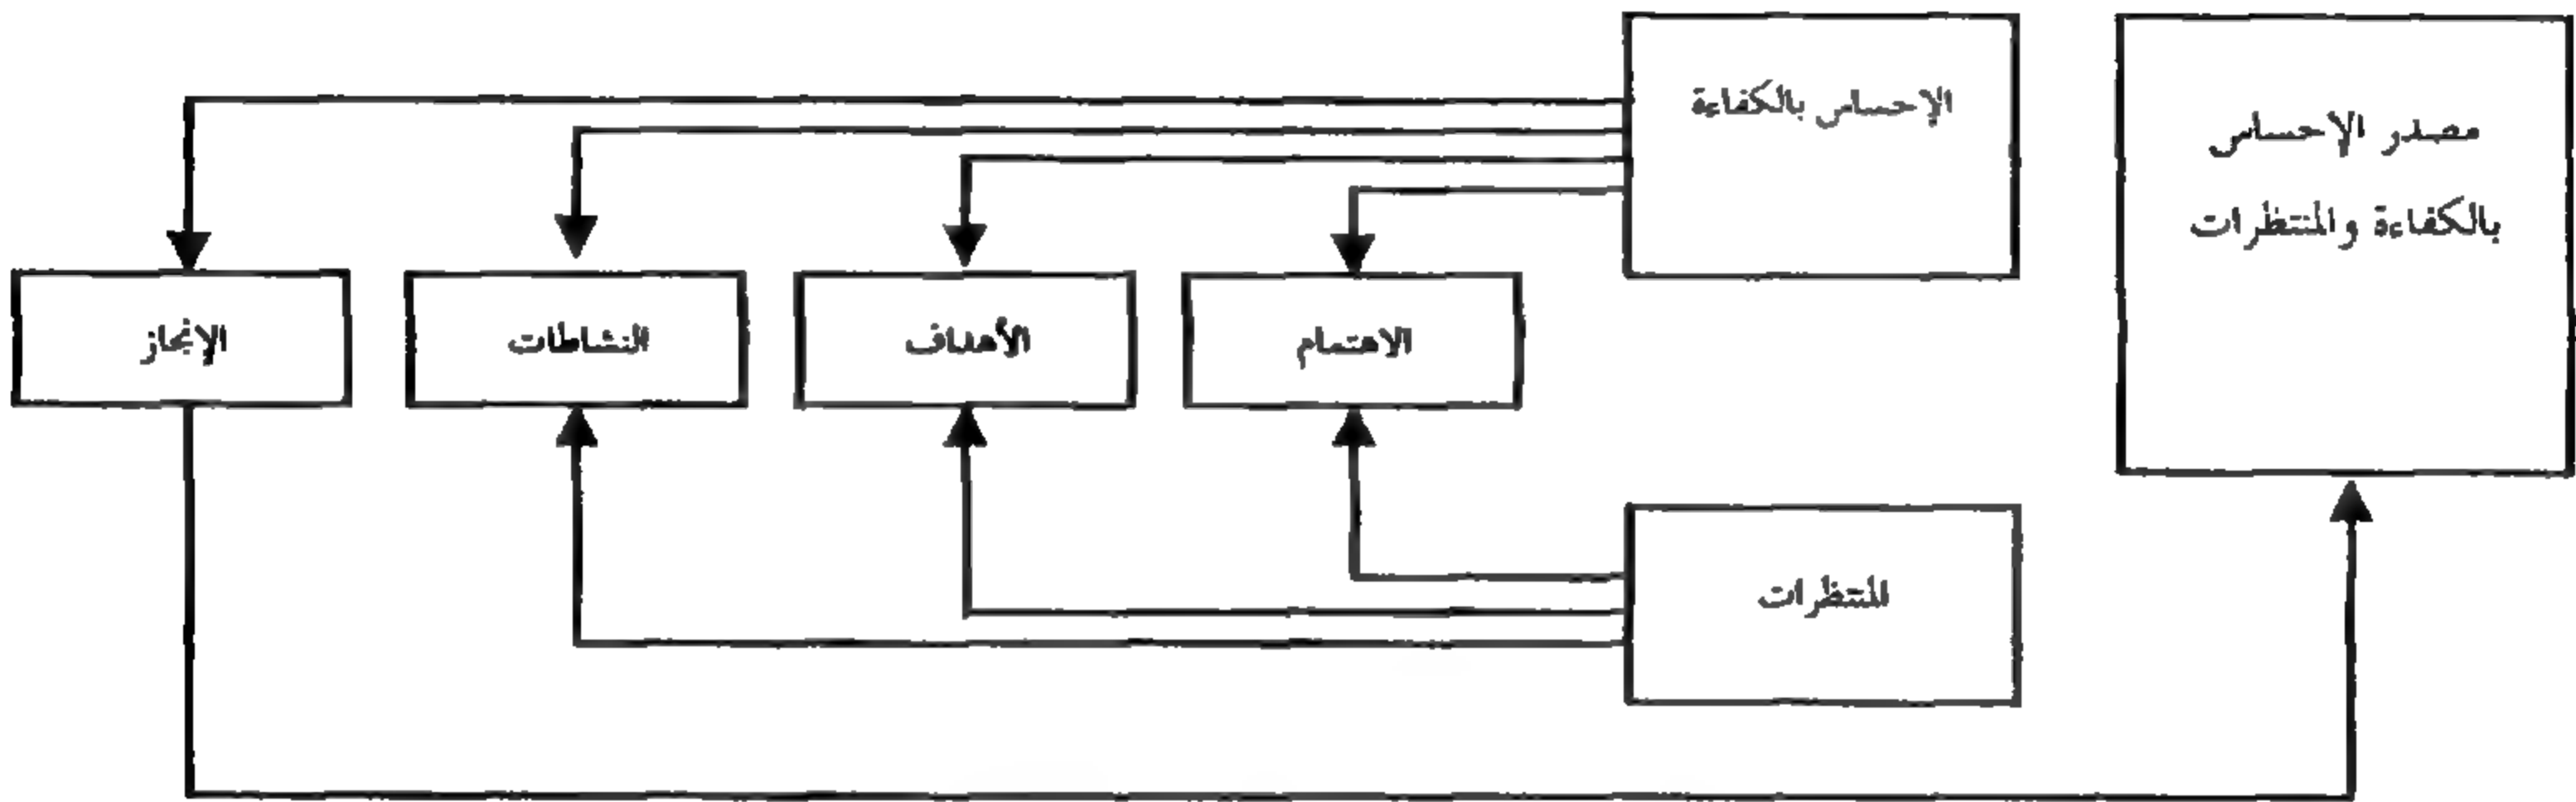 مصدر الإحساس
بالكفاءة والمنتظرات
الإحساس بالكفاءة
الاهتمام
الأهداف
النشاطات
الإنجاز
المنتظرات